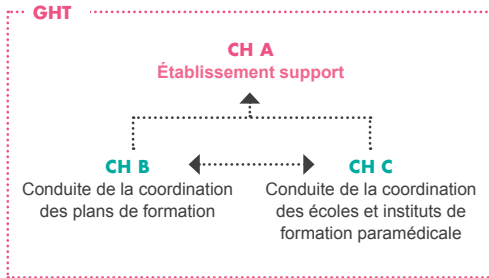 GHT
CH A
Établissement support
CH B
Conduite de la coordination
des plans de formation
CH C
Conduite de la coordination
des écoles et instituts de
formation paramédicale